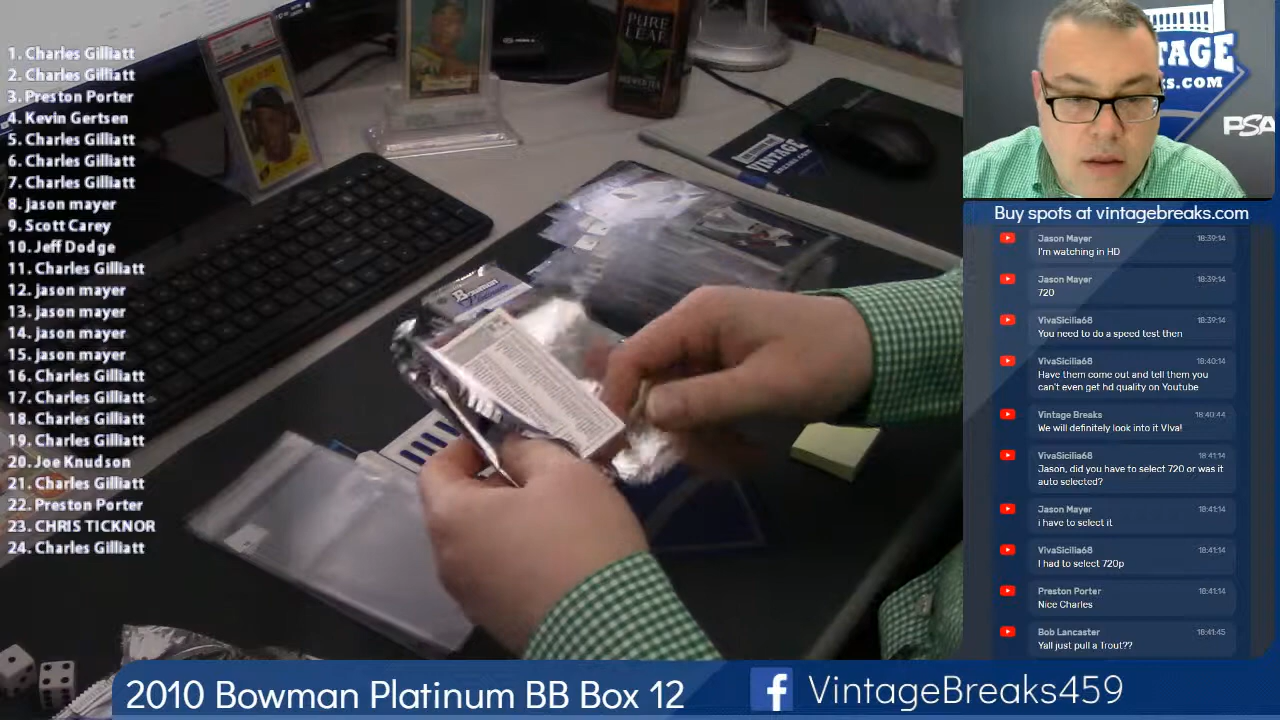 1. Charles Gilliatt
2. Charles Gilliatt
3. Preston Porter
4. Kevin Gertsen
5. Charles Gilliatt
6. Charles Gilliatt
7. Charles Gilliatt
8. jason mayer
9. Scott Carey
10. Jeff Dodge
11. Charles Gilliatt
12. jason mayer
13. jason mayer
14. jason mayer
15. jason mayer
16. Charles Gilliatt
17. Charles Gilliatt
18. Charles Gilliatt
19. Charles Gilliatt
20. Joe Knudson
21. Charles Gilliatt
22. Preston Porter
23. CHRIS TICKNOR
24. Charles Gilliatt
PURE
LEAF
VINTAGE
BREAKS
Bowman
TAGE
KS.COM
PSA
Buy spots at vintagebreaks.com
Jason Mayer 18:39:14
I'm watching in HD
Jason Mayer 18:39:14
720
VivaSicilia68 18:39:14
You need to do a speed test then
VivaSicilia68 18:40:14
Have them come out and tell them you
can't even get hd quality on Youtube
Vintage Breaks 18:40:44
We will definitely look into it VIva!
VivaSicilia68 18:41:14
Jason, did you have to select 720 or was it
auto selected?
Jason Mayer 18:41:14
i have to select it
VivaSicilia68 18:41:14
I had to select 720p
Preston Porter 18:41:14
Nice Charles
Bob Lancaster 18:41:45
Yall just pull a Trout??
2010 Bowman Platinum BB Box 12
f VintageBreaks459